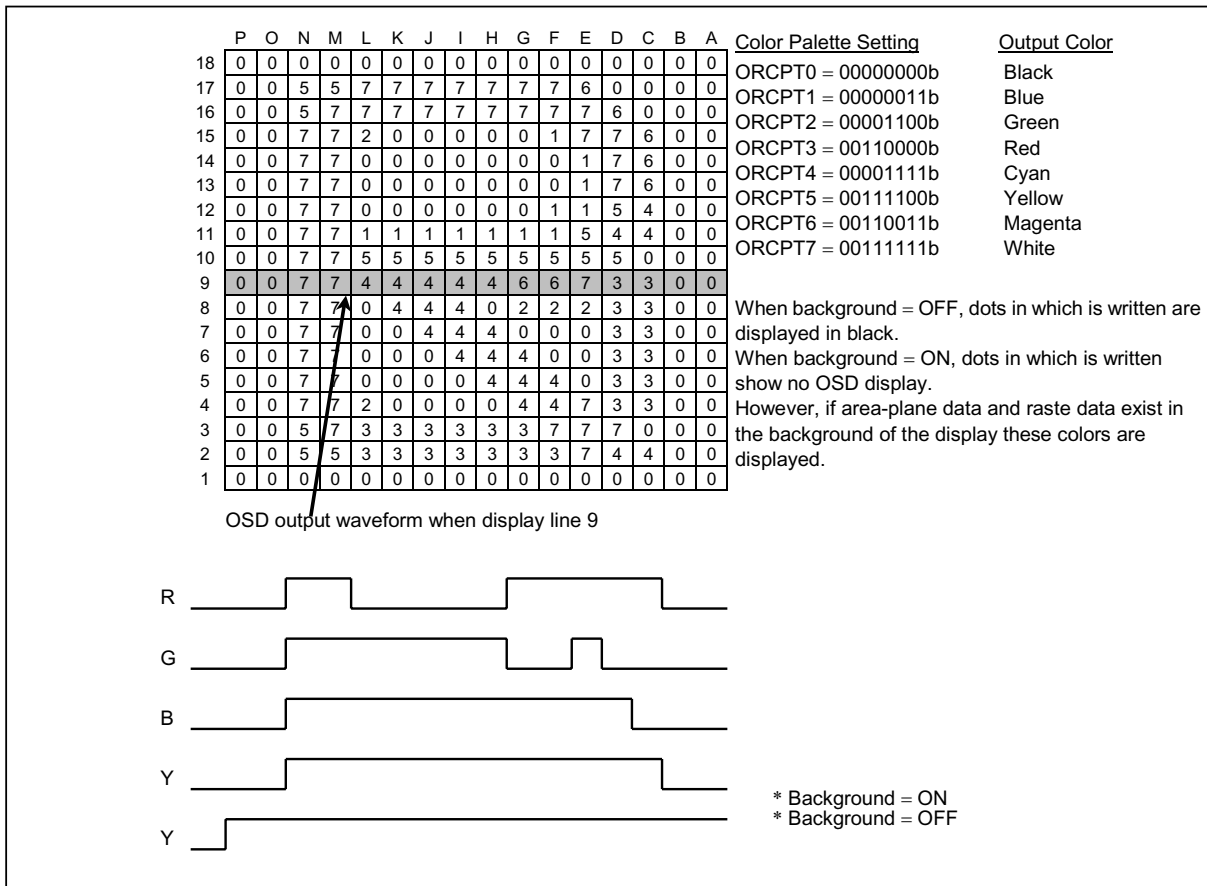 P O N M L K J I H G F E D C B A
18 0 0 0 0 0 0 0 0 0 0 0 0 0 0 0 0
17 0 0 5 5 7 7 7 7 7 7 7 6 0 0 0 0
16 0 0 5 7 7 7 7 7 7 7 7 7 6 0 0 0
15 0 0 7 7 2 0 0 0 0 0 1 7 7 6 0 0
14 0 0 7 7 0 0 0 0 0 0 0 1 7 6 0 0
13 0 0 7 7 0 0 0 0 0 0 0 1 7 6 0 0
12 0 0 7 7 0 0 0 0 0 0 1 1 5 4 0 0
11 0 0 7 7 1 1 1 1 1 1 1 5 4 4 0 0
10 0 0 7 7 5 5 5 5 5 5 5 5 5 0 0 0
9 0 0 7 7 4 4 4 4 4 6 6 7 3 3 0 0
8 0 0 7 7 0 4 4 4 0 2 2 2 3 3 0 0
7 0 0 7 7 0 0 4 4 4 0 0 0 3 3 0 0
6 0 0 7 7 0 0 0 4 4 4 0 0 3 3 0 0
5 0 0 7 7 0 0 0 0 4 4 4 0 3 3 0 0
4 0 0 7 7 2 0 0 0 0 4 4 7 3 3 0 0
3 0 0 5 7 3 3 3 3 3 3 7 7 7 0 0 0
2 0 0 5 5 3 3 3 3 3 3 3 7 4 4 0 0
1 0 0 0 0 0 0 0 0 0 0 0 0 0 0 0 0
Color Palette Setting Output Color
ORCPT0 = 00000000b Black
ORCPT1 = 00000011b Blue
ORCPT2 = 00001100b Green
ORCPT3 = 00110000b Red
ORCPT4 = 00001111b Cyan
ORCPT5 = 00111100b Yellow
ORCPT6 = 00110011b Magenta
ORCPT7 = 00111111b White
When background = OFF, dots in which is written are
displayed in black.
When background = ON, dots in which is written
show no OSD display.
However, if area-plane data and raste data exist in
the background of the display these colors are
displayed.
OSD output waveform when display line 9
R
G
B
Y
Y
* Background = ON
* Background = OFF